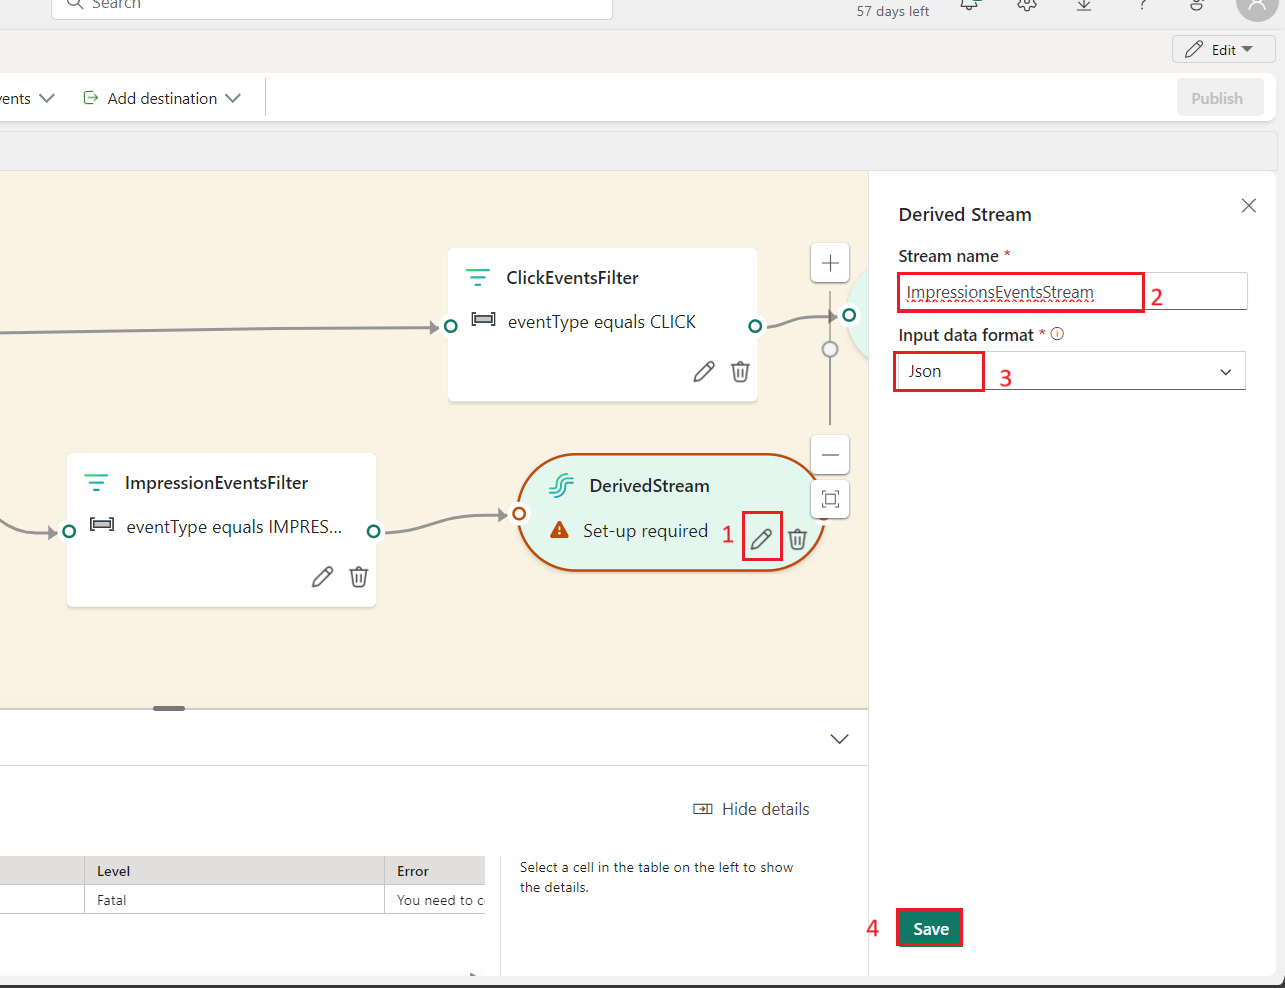 Search
57 days left
Edit
Add destination
Publish
Derived Stream
Stream name *
ImpressionsEventsStream
2
Input data format *
Json
3
ClickEventsFilter
eventType equals CLICK
ImpressionEventsFilter
eventType equals IMPRES...
DerivedStream
Set-up required
1
Hide details
Level
Error
Fatal
You need to
Select a cell in the table on the left to show
the details.
4
Save